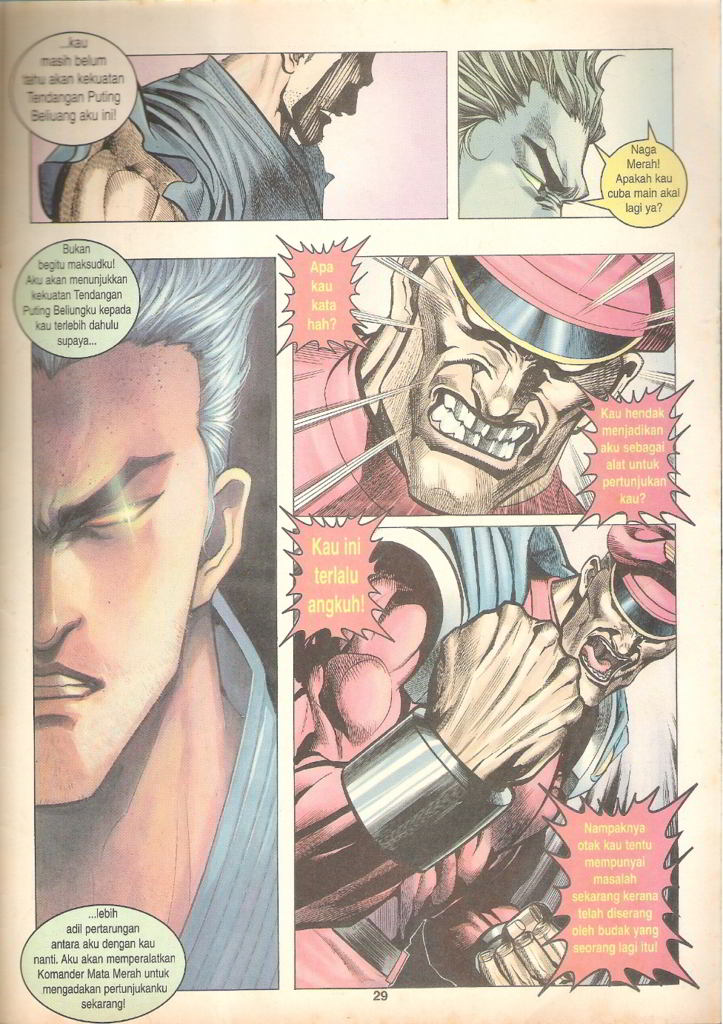 ...kau
masih belum
tahu akan kekuatan
Tendangan Puting
Beliuang aku ini!
Naga
Merah!
Apakah kau
cuba main akal
lagi ya?
Bukan
begitu maksudku!
Aku akan menunjukkan
kekuatan Tendangan
Puting Beliungku kepada
kau terlebih dahulu
supaya...
Apa
kau
kata
hah?
Kau hendak
menjadikan
aku sebagai
alat untuk
pertunjukan
kau?
Kau ini
terlalu
angkuh!
Nampaknya
otak kau tentu
mempunyai
masalah
sekarang kerana
telah diserang
oleh budak yang
seorang lagi itu!
...lebih
adil pertarungan
antara aku dengan kau
nanti. Aku akan memperalatkan
Komander Mata Merah untuk
mengadakan pertunjukanku
sekarang!
29